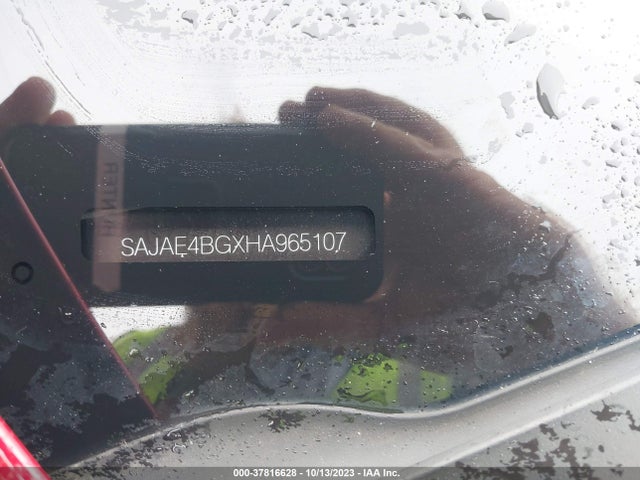 SAJAE4BGXHA965107
000-37816628 - 10/13/2023 - IAA Inc.